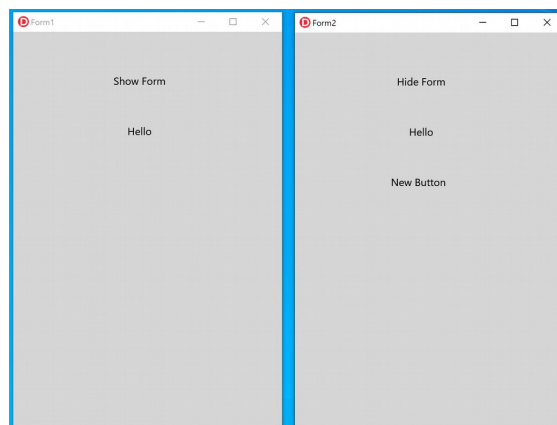 Form1
Show Form
Hello
Form2
Hide Form
Hello
New Button